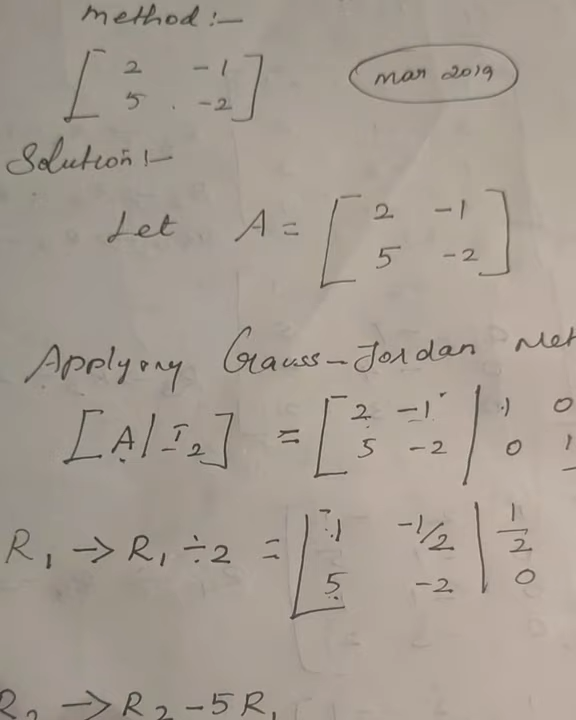 method :-
[ 2 -1
5 -2 ]
Mar 2019
Solution :-
Let A = [ 2 -1
5 -2 ]
Applyony Gauss-Jordan Met
[A | I₂] = [ 2 -1 | 1 0
5 -2 | 0 1
R₁ → R₁ ÷ 2 = [ 1 -1/2 | 1/2
5 -2 | 0
R₂ → R₂ - 5R₁